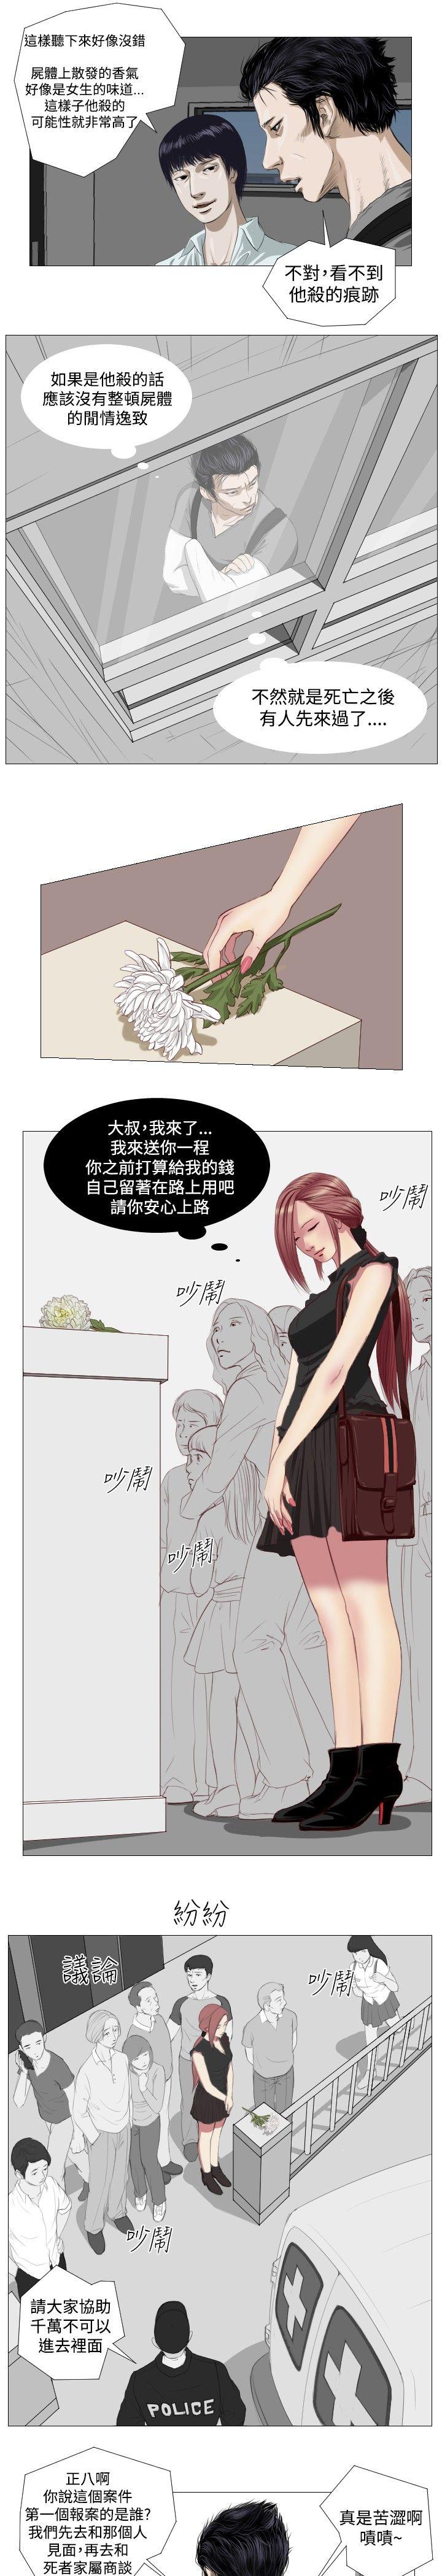 這樣聽下來好像沒錯
屍體上散發的香氣
好像是女生的味道...
這樣子他殺的
可能性就非常高了
不對，看不到
他殺的痕跡
如果是他殺的話
應該沒有整頓屍體
的閒情逸致
不然就是死亡之後
有人先來過了....
大叔，我來了...
我來送你一程
你之前打算給我的錢
自己留著在路上用吧
請你安心上路
吵鬧
吵鬧
吵鬧
吵鬧
紛紛
議論
吵鬧
吵鬧
請大家協助
千萬不可以
進去裡面
POLICE
正八啊
你說這個案件
第一個報案的是誰?
我們先去和那個人
見面，再去和
死者家屬商談
真是苦澀啊
嘖嘖~